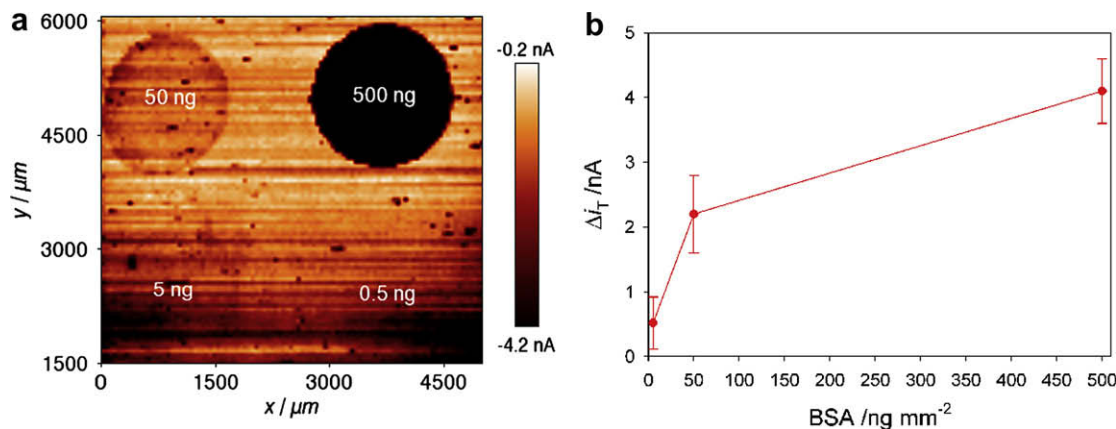 a
6000
4500
3000
1500
y / µm
0
1500
3000
4500
x / µm
50 ng
500 ng
5 ng
0.5 ng
-0.2 nA
-4.2 nA
b
5
4
3
2
1
0
ΔiT /nA
0 50 100 150 200 250 300 350 400 450 500
BSA /ng mm⁻²